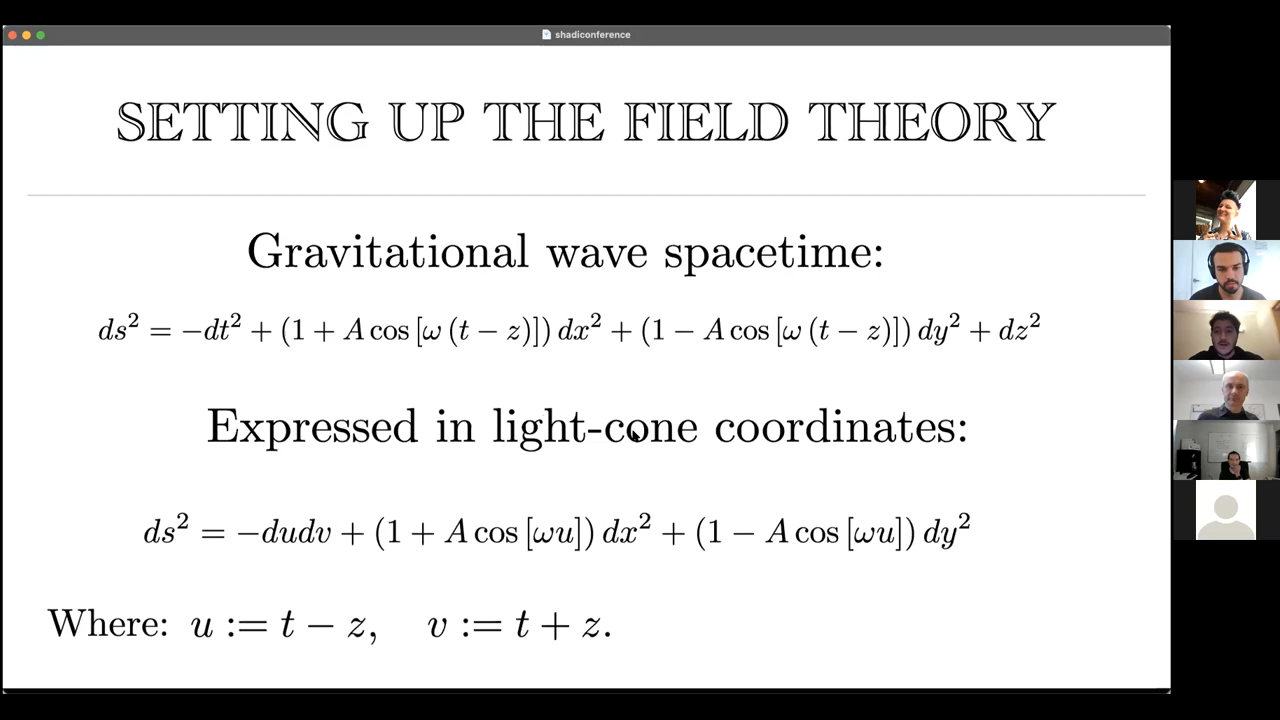 shadiconference
SETTING UP THE FIELD THEORY
Gravitational wave spacetime:
ds² = −dt² + (1 + A cos [ω (t − z)]) dx² + (1 − A cos [ω (t − z)]) dy² + dz²
Expressed in light-cone coordinates:
ds² = −dudv + (1 + A cos [ωu]) dx² + (1 − A cos [ωu]) dy²
Where: u := t − z, v := t + z.